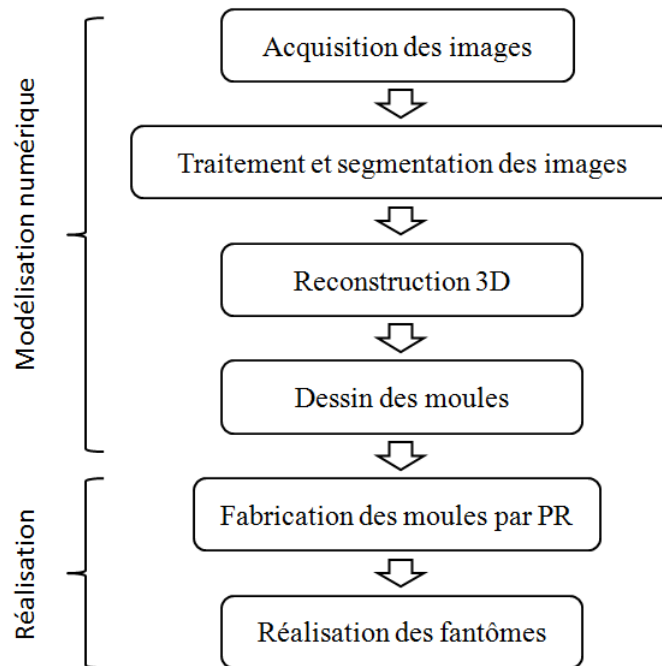 Modélisation numérique
Acquisition des images
Traitement et segmentation des images
Reconstruction 3D
Dessin des moules
Réalisation
Fabrication des moules par PR
Réalisation des fantômes